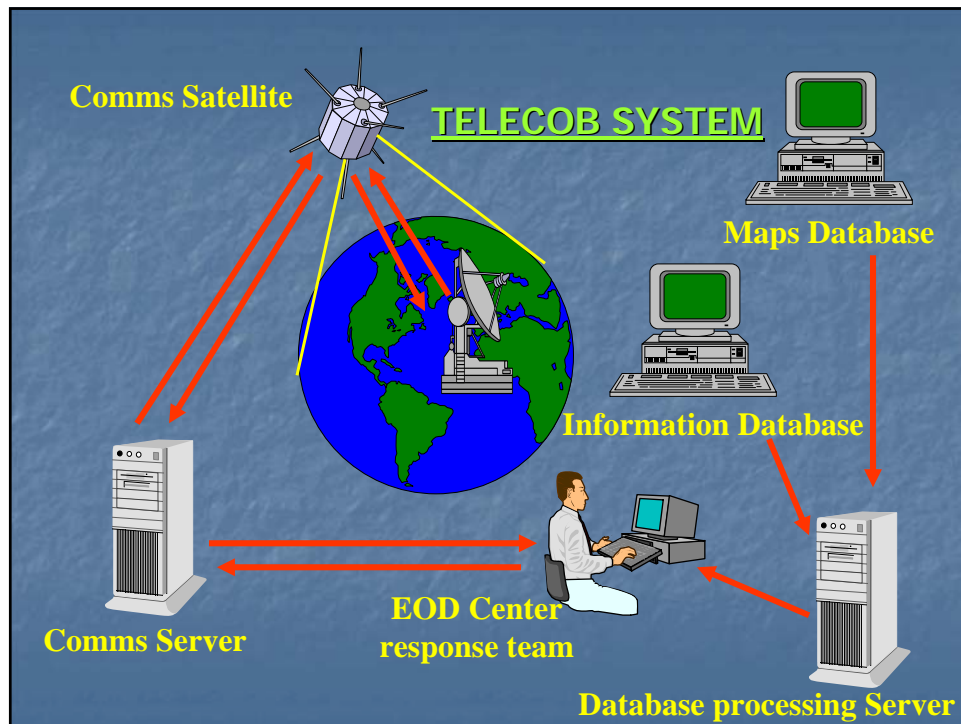 Comms Satellite
TELECOB SYSTEM
Maps Database
Information Database
EOD Center
response team
Comms Server
Database processing Server